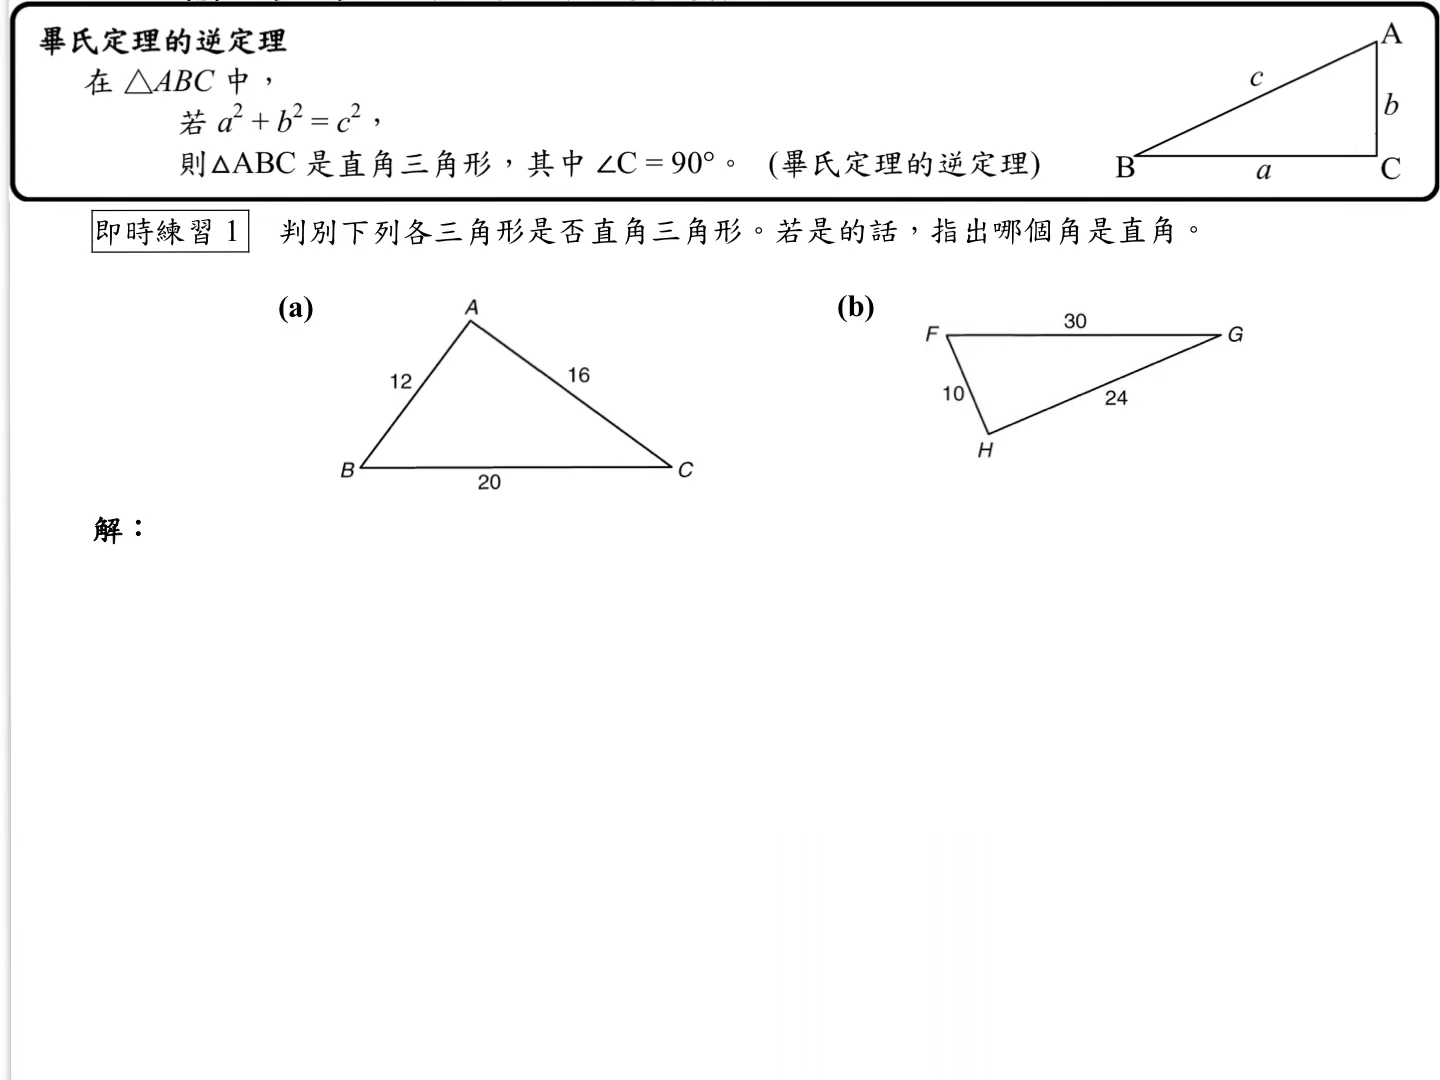 畢氏定理的逆定理
在 △ABC 中，
若 a² + b² = c²，
則△ABC 是直角三角形，其中 ∠C = 90°。 (畢氏定理的逆定理)
A
c
b
B
a
C
即時練習 1 判別下列各三角形是否直角三角形。若是的話，指出哪個角是直角。
(a)
A
12
16
B
20
C
(b)
F
30
G
10
24
H
解：